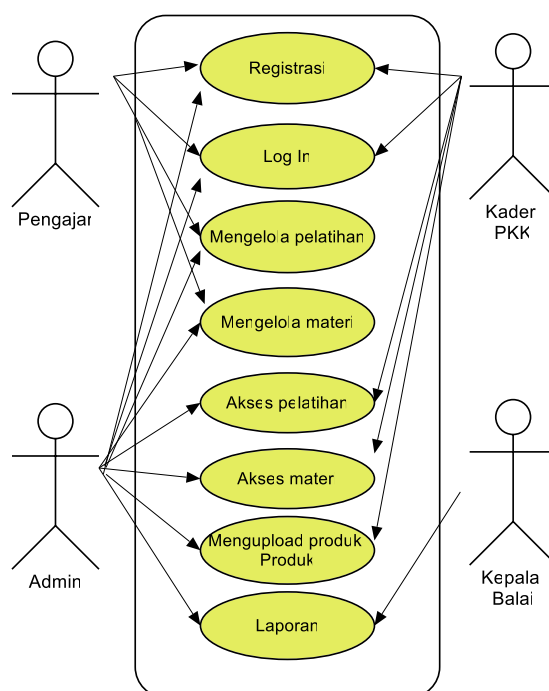 Registrasi
Log In
Mengelola pelatihan
Mengelola materi
Akses pelatihan
Akses mater
Mengupload produk
Produk
Laporan
Pengajar
Admin
Kader
PKK
Kepala
Balai